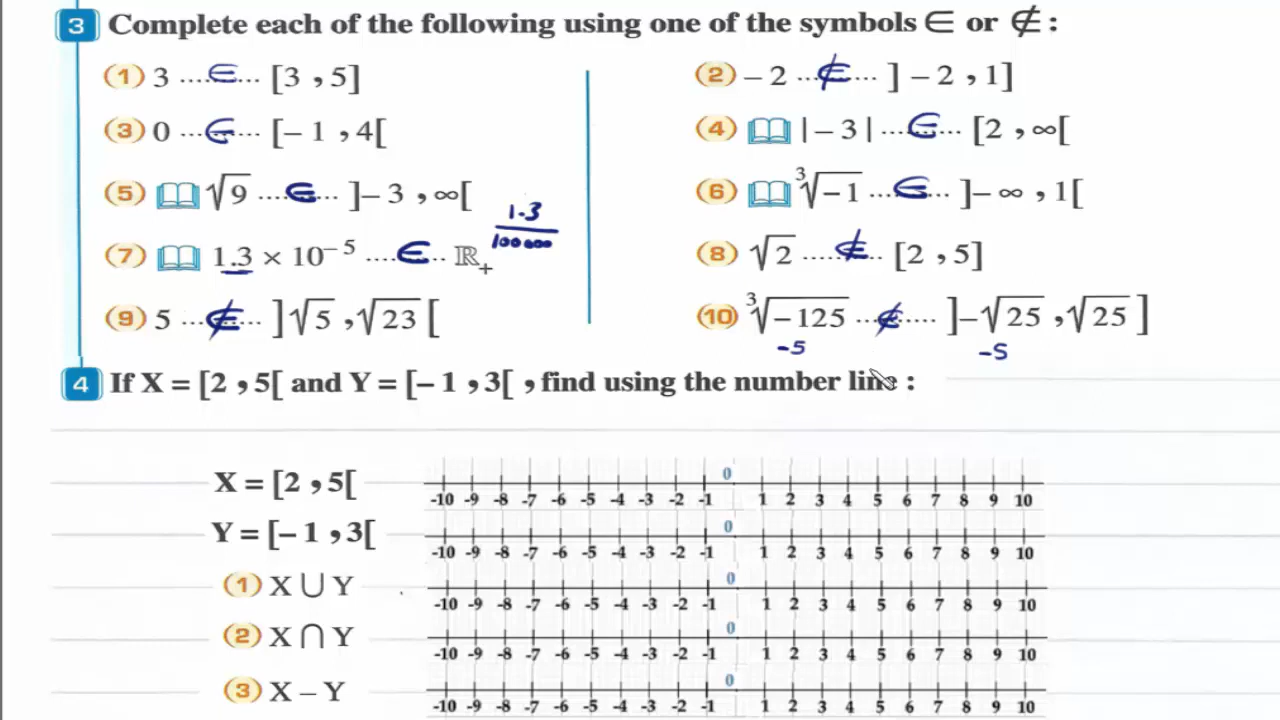 3 Complete each of the following using one of the symbols ∈ or ∉ :
(1) 3 ....∈.... [3 , 5]
(2) – 2 ...∉.... ] – 2 , 1]
(3) 0 ....∈.... [– 1 , 4[
(4) | – 3 | ....∈.... [2 , ∞[
(5) √9 ....∈.... ]– 3 , ∞[
(6) ∛–1 ....∈.... ]– ∞ , 1[
1.3
100000
(7) 1.3 × 10⁻⁵ ....∈.. ℝ₊
(8) √2 .....∉.. [2 , 5]
(9) 5 ...∉.... ]√5 , √23 [
(10) ∛–125 ...∉..... ]–√25 , √25 ]
-5 -5
4 If X = [2 , 5[ and Y = [– 1 , 3[ , find using the number line :
X = [2 , 5[
0
-10 -9 -8 -7 -6 -5 -4 -3 -2 -1 1 2 3 4 5 6 7 8 9 10
Y = [– 1 , 3[
0
-10 -9 -8 -7 -6 -5 -4 -3 -2 -1 1 2 3 4 5 6 7 8 9 10
(1) X ∪ Y
0
-10 -9 -8 -7 -6 -5 -4 -3 -2 -1 1 2 3 4 5 6 7 8 9 10
(2) X ∩ Y
0
-10 -9 -8 -7 -6 -5 -4 -3 -2 -1 1 2 3 4 5 6 7 8 9 10
(3) X – Y
0
-10 -9 -8 -7 -6 -5 -4 -3 -2 -1 1 2 3 4 5 6 7 8 9 10